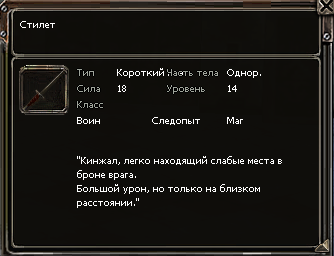 Стилет
Тип Короткий Часть тела Однор.
Сила 18 Уровень 14
Класс
Воин Следопыт Маг
"Кинжал, легко находящий слабые места в
броне врага.
Большой урон, но только на близком
расстоянии."